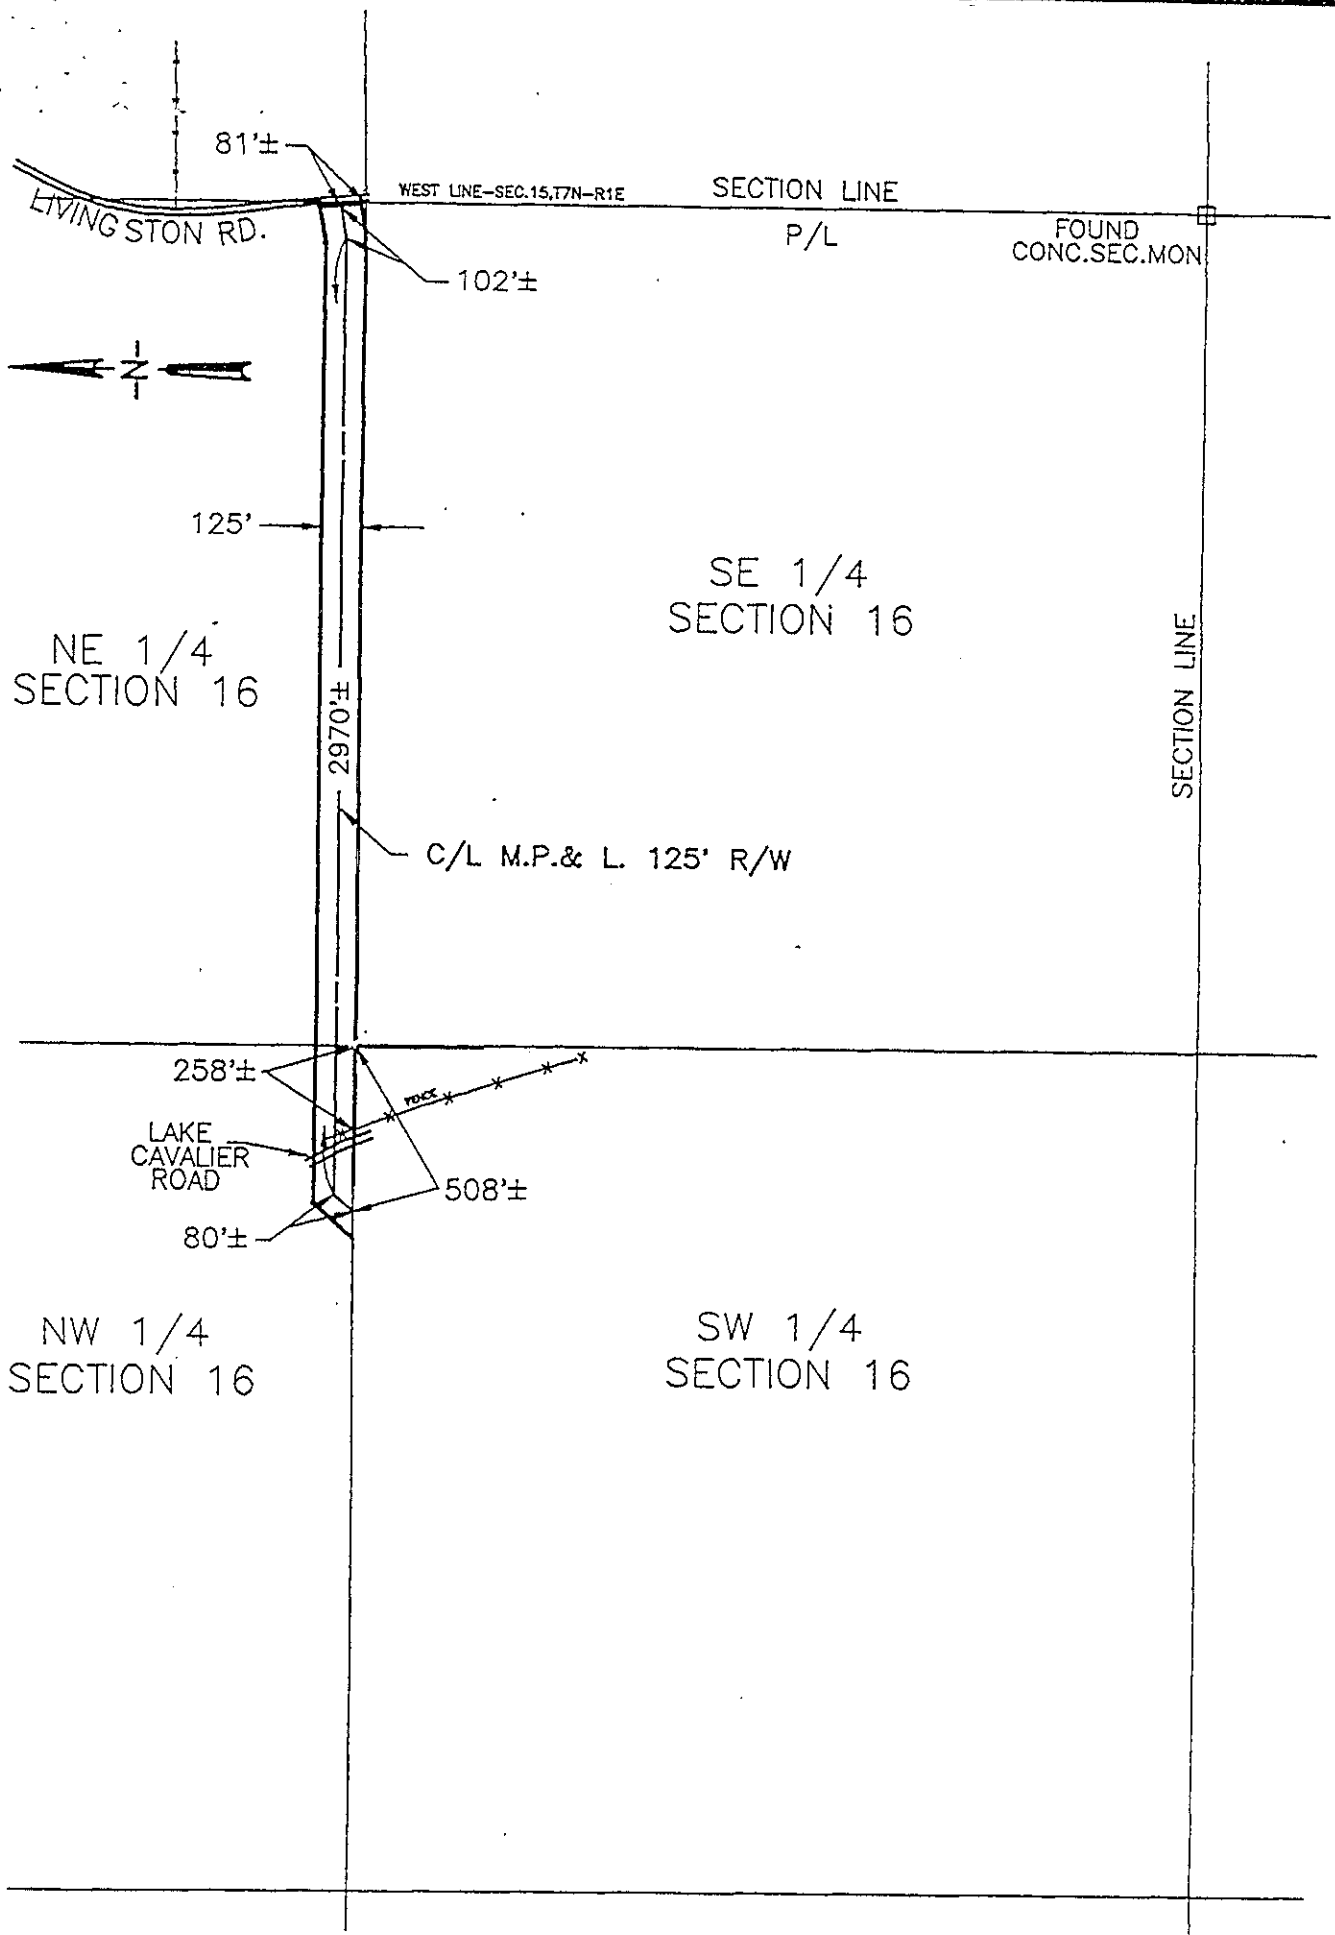 81'±
WEST LINE-SEC.15,T7N-R1E
SECTION LINE
LIVINGSTON RD.
P/L
FOUND
CONC.SEC.MON
102'±
N
125'
SE 1/4
SECTION 16
NE 1/4
SECTION 16
SECTION LINE
2970'±
C/L M.P.& L. 125' R/W
258'±
FENCE
LAKE
CAVALIER
ROAD
508'±
80'±
NW 1/4
SECTION 16
SW 1/4
SECTION 16